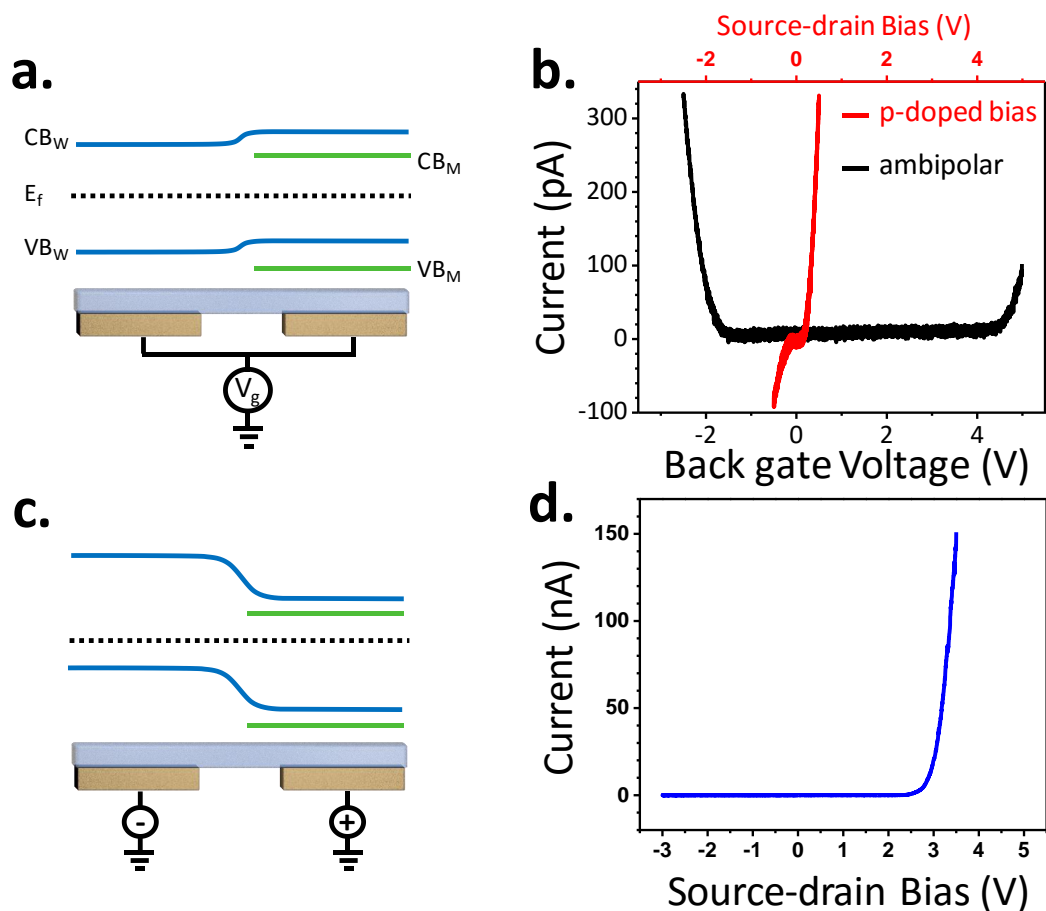 a.
CB_W
CB_M
E_f
VB_W
VB_M
V_g
b.
Source-drain Bias (V)
-2 0 2 4
p-doped bias
ambipolar
Current (pA)
300
200
100
0
-100
-2 0 2 4
Back gate Voltage (V)
c.
-
+
d.
Current (nA)
150
100
50
0
-3 -2 -1 0 1 2 3 4 5
Source-drain Bias (V)